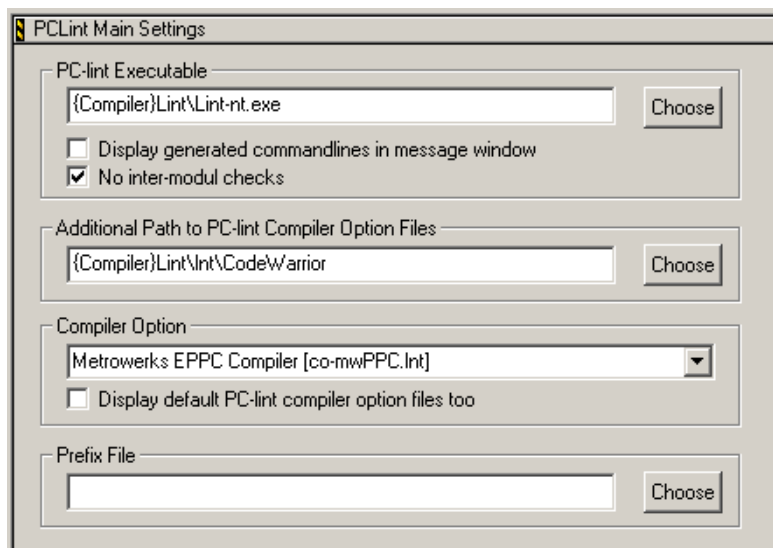 PCLint Main Settings
PC-lint Executable
{Compiler}Lint\Lint-nt.exe
Choose
Display generated commandlines in message window
No inter-modul checks
Additional Path to PC-lint Compiler Option Files
{Compiler}Lint\lnt\CodeWarrior
Choose
Compiler Option
Metrowerks EPPC Compiler [co-mwPPC.lnt]
Display default PC-lint compiler option files too
Prefix File
Choose